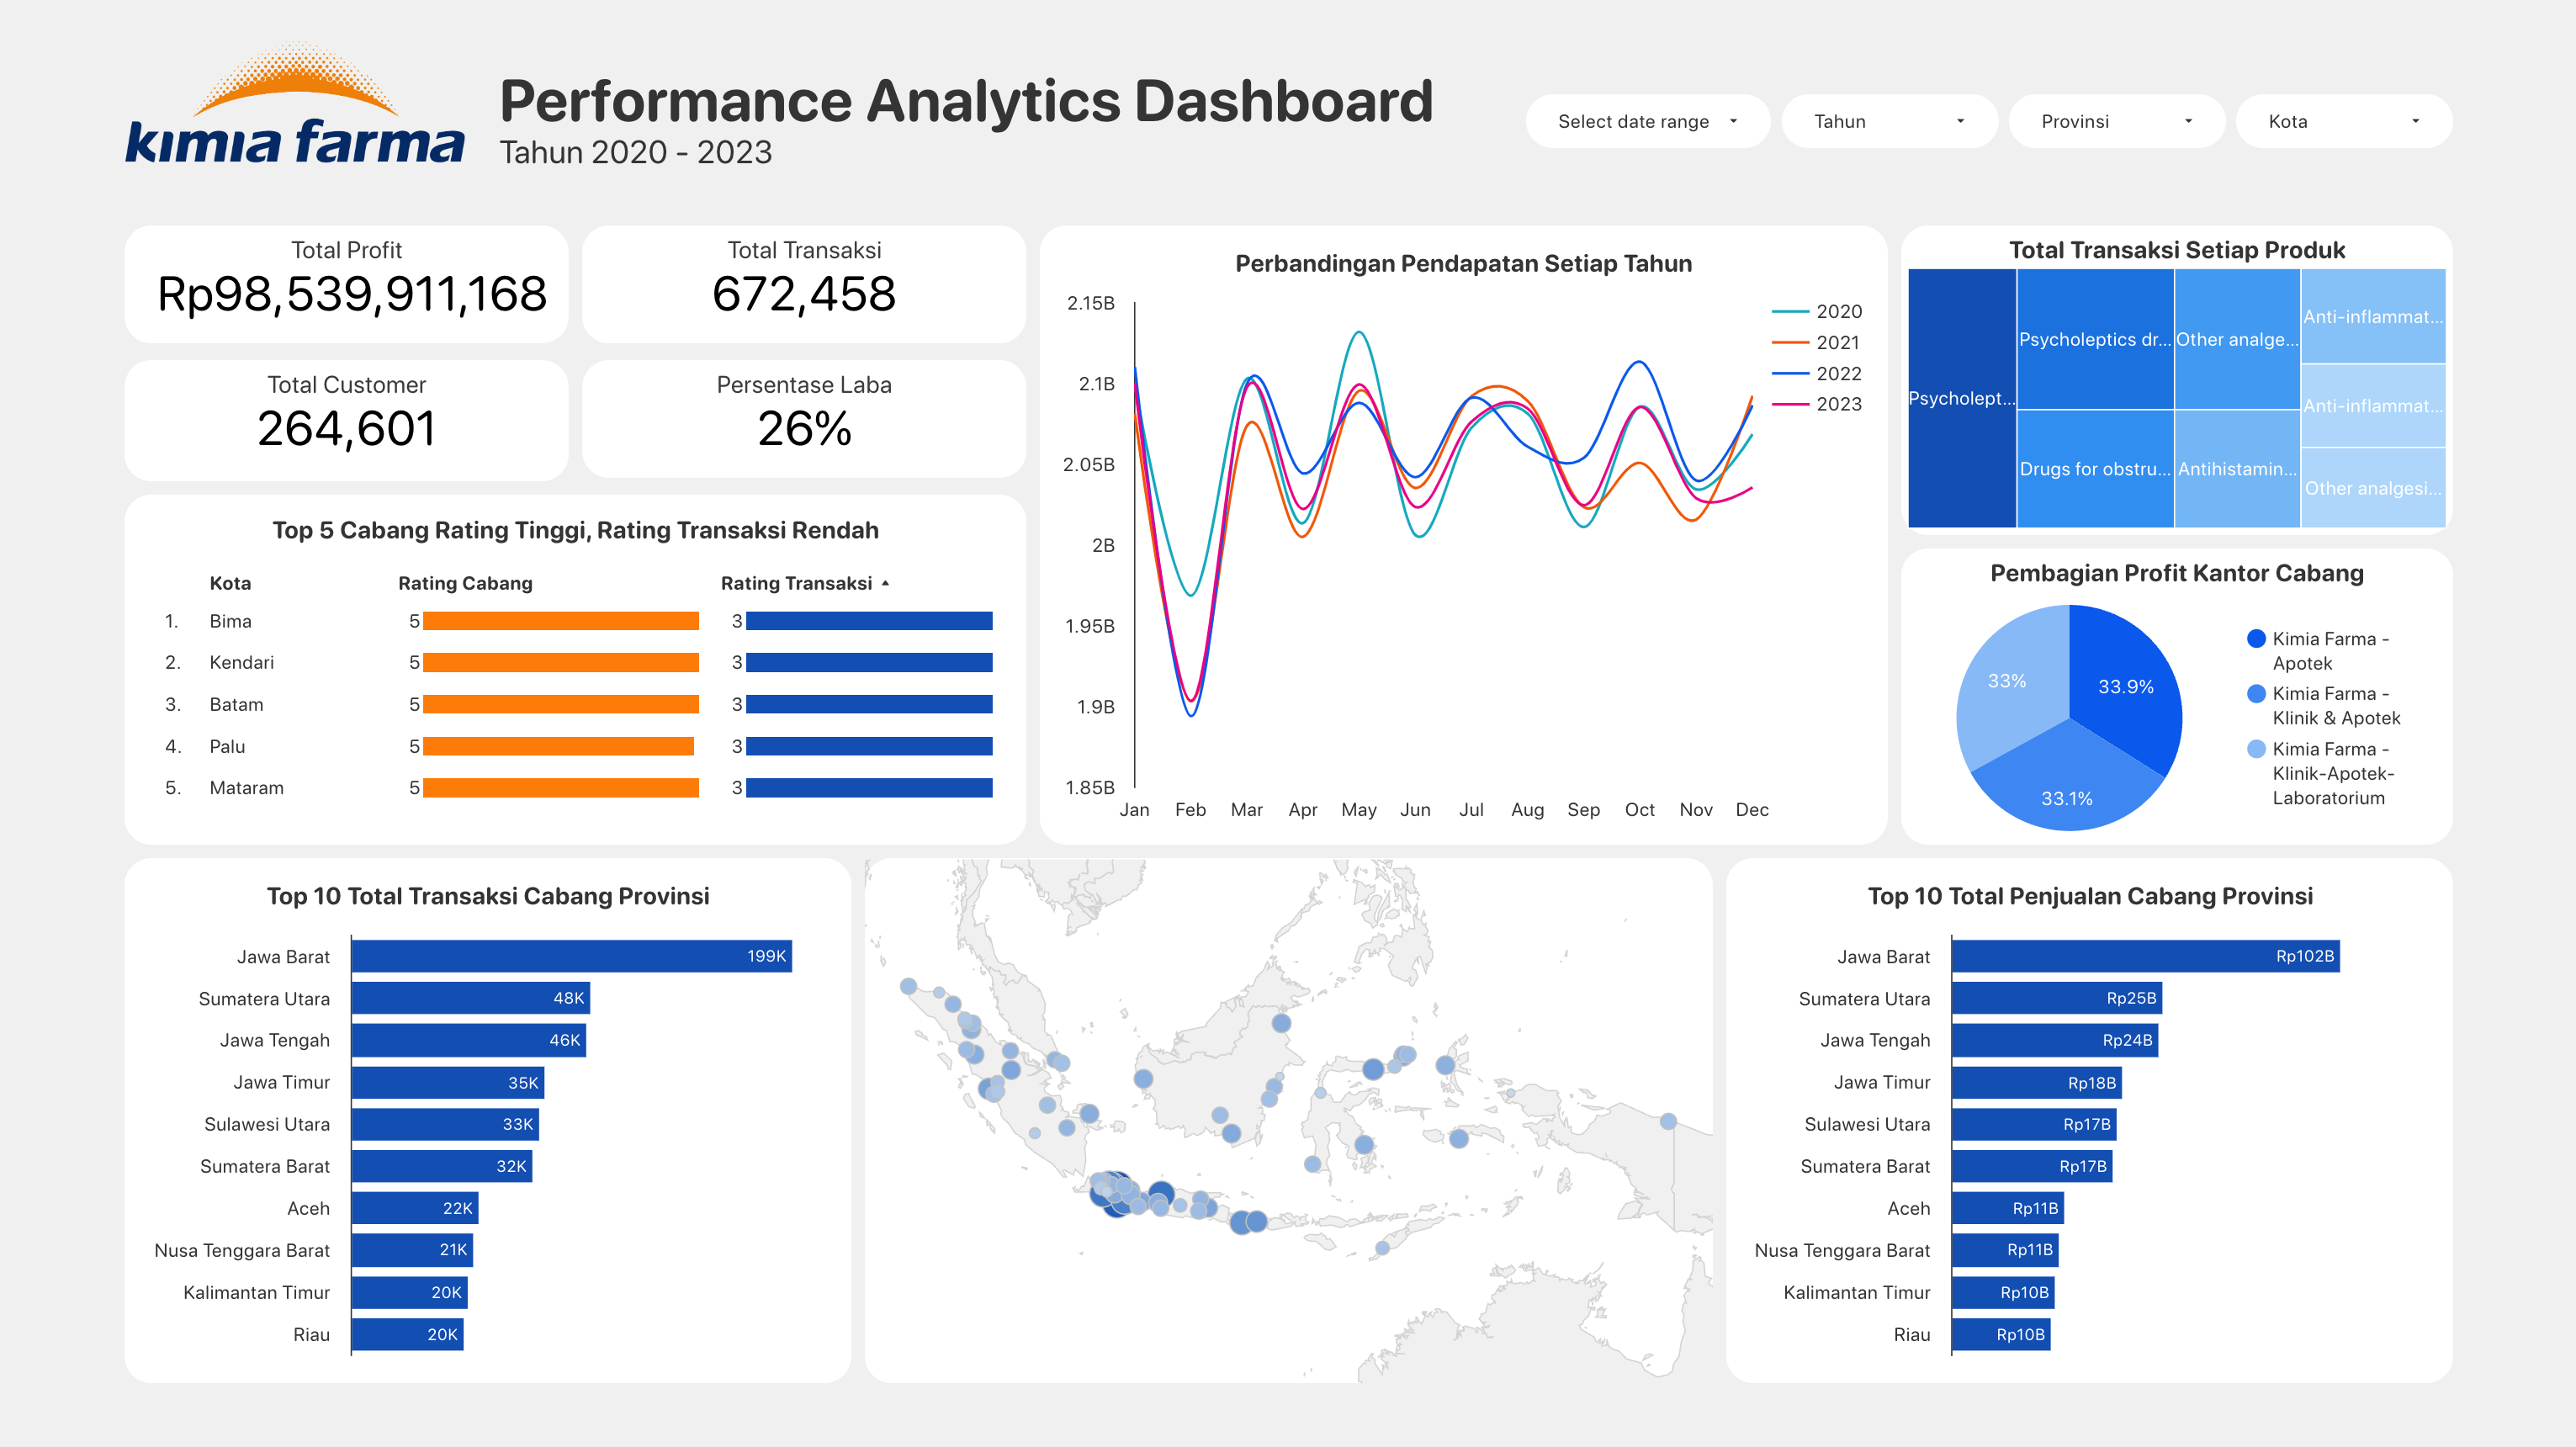 kimia farma
Performance Analytics Dashboard
Tahun 2020 - 2023
Select date range
Tahun
Provinsi
Kota
Total Profit
Rp98,539,911,168
Total Transaksi
672,458
Total Customer
264,601
Persentase Laba
26%
Top 5 Cabang Rating Tinggi, Rating Transaksi Rendah
Kota Rating Cabang Rating Transaksi
1. Bima 5 3
2. Kendari 5 3
3. Batam 5 3
4. Palu 5 3
5. Mataram 5 3
Perbandingan Pendapatan Setiap Tahun
2.15B
2.1B
2.05B
2B
1.95B
1.9B
1.85B
Jan Feb Mar Apr May Jun Jul Aug Sep Oct Nov Dec
2020
2021
2022
2023
Total Transaksi Setiap Produk
Psycholept...
Psycholeptics dr...
Drugs for obstru...
Other analge...
Antihistamin...
Anti-inflammat...
Anti-inflammat...
Other analgesi...
Pembagian Profit Kantor Cabang
33%
33.9%
33.1%
Kimia Farma -
Apotek
Kimia Farma -
Klinik & Apotek
Kimia Farma -
Klinik-Apotek-
Laboratorium
Top 10 Total Transaksi Cabang Provinsi
Jawa Barat 199K
Sumatera Utara 48K
Jawa Tengah 46K
Jawa Timur 35K
Sulawesi Utara 33K
Sumatera Barat 32K
Aceh 22K
Nusa Tenggara Barat 21K
Kalimantan Timur 20K
Riau 20K
Top 10 Total Penjualan Cabang Provinsi
Jawa Barat Rp102B
Sumatera Utara Rp25B
Jawa Tengah Rp24B
Jawa Timur Rp18B
Sulawesi Utara Rp17B
Sumatera Barat Rp17B
Aceh Rp11B
Nusa Tenggara Barat Rp11B
Kalimantan Timur Rp10B
Riau Rp10B